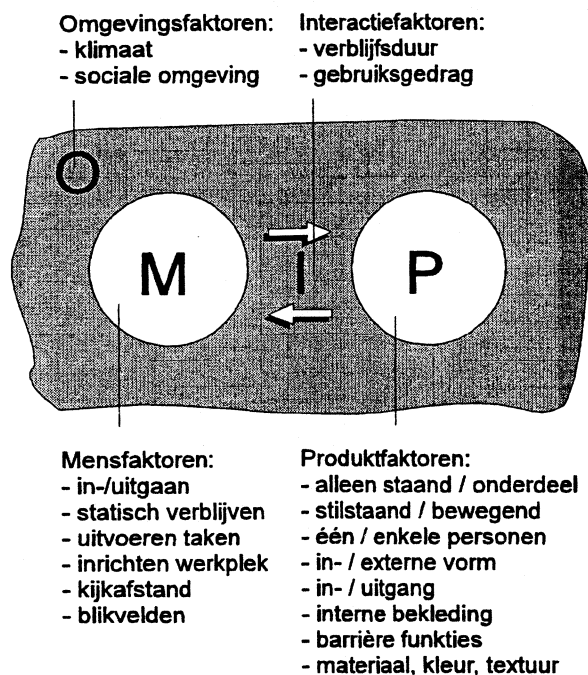 Omgevingsfaktoren:
- klimaat
- sociale omgeving
Interactiefaktoren:
- verblijfsduur
- gebruiksgedrag
O
M
I
P
Mensfaktoren:
- in-/uitgaan
- statisch verblijven
- uitvoeren taken
- inrichten werkplek
- kijkafstand
- blikvelden
Produktfaktoren:
- alleen staand / onderdeel
- stilstaand / bewegend
- één / enkele personen
- in- / externe vorm
- in- / uitgang
- interne bekleding
- barrière funkties
- materiaal, kleur, textuur